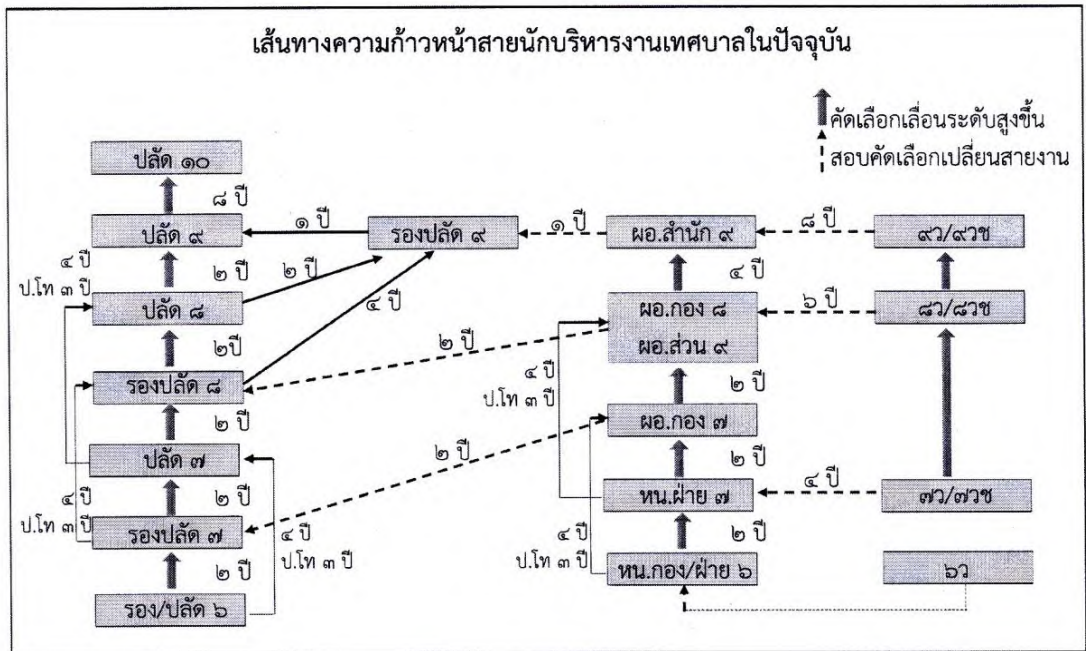 เส้นทางความก้าวหน้าสายนักบริหารงานเทศบาลในปัจจุบัน
คัดเลือกเลื่อนระดับสูงขึ้น
สอบคัดเลือกเปลี่ยนสายงาน
ปลัด ๑๐
๘ ปี
ปลัด ๙
๑ ปี
รองปลัด ๙
๑ ปี
ผอ.สำนัก ๙
๘ ปี
๙ว/๙วช
๔ ปี
ป.โท ๓ ปี
๒ ปี
๒ ปี
๔ ปี
๔ ปี
ปลัด ๘
ผอ.กอง ๘
ผอ.ส่วน ๙
๖ ปี
๘ว/๘วช
๒ปี
๒ ปี
รองปลัด ๘
๔ ปี
ป.โท ๓ ปี
๒ ปี
๒ ปี
ผอ.กอง ๗
ปลัด ๗
๒ ปี
๒ ปี
๔ ปี
ป.โท ๓ ปี
๒ ปี
หน.ฝ่าย ๗
๔ ปี
๗ว/๗วช
รองปลัด ๗
๔ ปี
ป.โท ๓ ปี
๔ ปี
ป.โท ๓ ปี
๒ ปี
๒ ปี
หน.กอง/ฝ่าย ๖
๖ว
รอง/ปลัด ๖